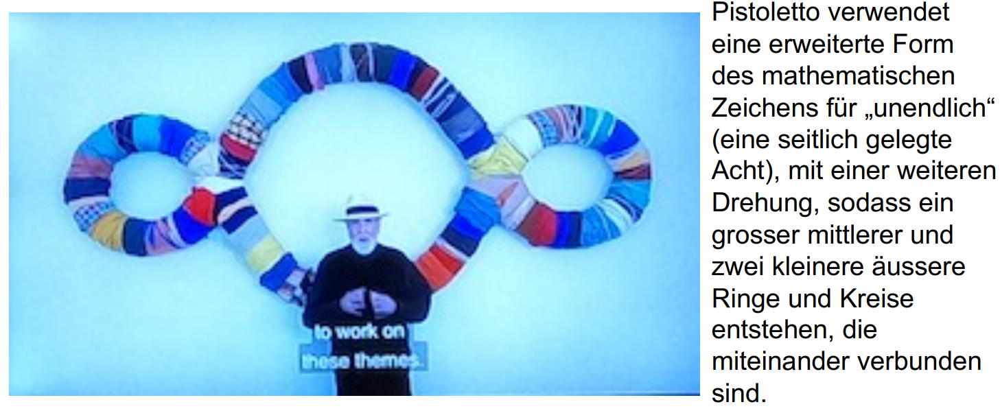 to work on
these themes.
Pistoletto verwendet
eine erweiterte Form
des mathematischen
Zeichens für „unendlich“
(eine seitlich gelegte
Acht), mit einer weiteren
Drehung, sodass ein
grosser mittlerer und
zwei kleinere äussere
Ringe und Kreise
entstehen, die
miteinander verbunden
sind.